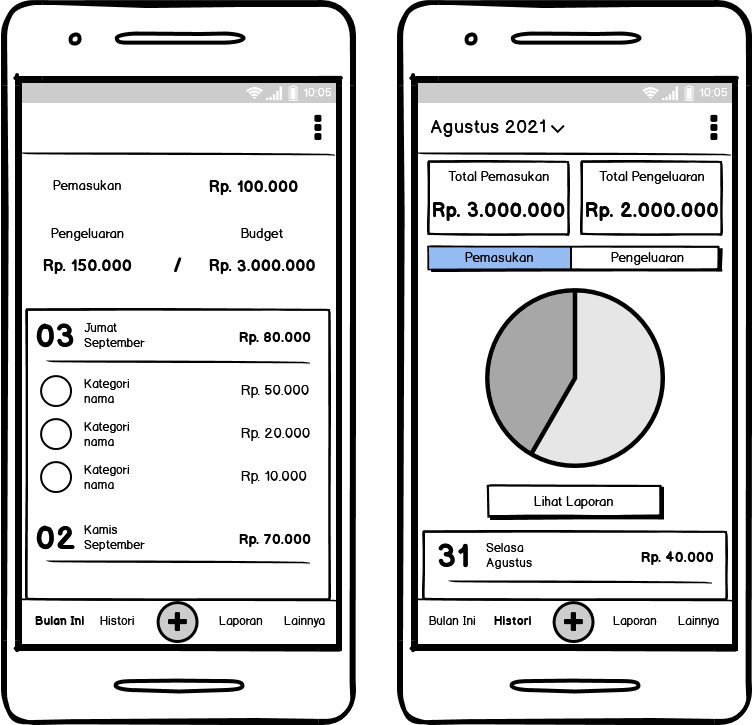 10:05
Pemasukan Rp. 100.000
Pengeluaran Budget
Rp. 150.000 / Rp. 3.000.000
03 Jumat September Rp. 80.000
Kategori nama Rp. 50.000
Kategori nama Rp. 20.000
Kategori nama Rp. 10.000
02 Kamis September Rp. 70.000
Bulan Ini Histori + Laporan Lainnya
10:05
Agustus 2021
Total Pemasukan
Rp. 3.000.000
Total Pengeluaran
Rp. 2.000.000
Pemasukan Pengeluaran
Lihat Laporan
31 Selasa Agustus Rp. 40.000
Bulan Ini Histori + Laporan Lainnya